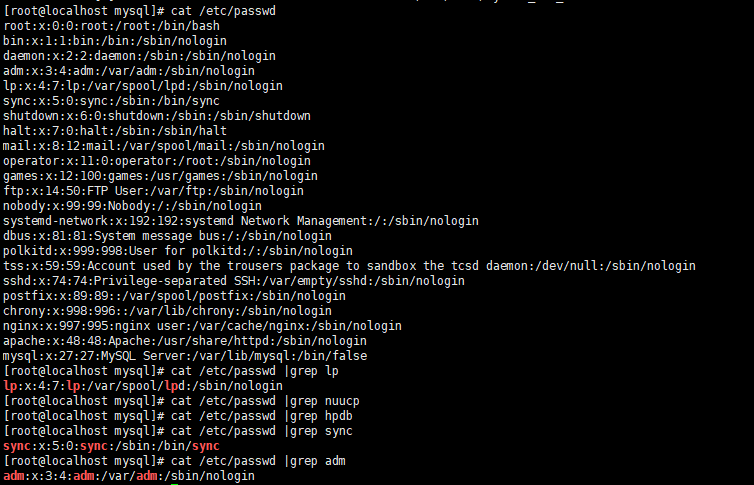 [root@localhost mysql]# cat /etc/passwd
root:x:0:0:root:/root:/bin/bash
bin:x:1:1:bin:/bin:/sbin/nologin
daemon:x:2:2:daemon:/sbin:/sbin/nologin
adm:x:3:4:adm:/var/adm:/sbin/nologin
lp:x:4:7:lp:/var/spool/lpd:/sbin/nologin
sync:x:5:0:sync:/sbin:/bin/sync
shutdown:x:6:0:shutdown:/sbin:/sbin/shutdown
halt:x:7:0:halt:/sbin:/sbin/halt
mail:x:8:12:mail:/var/spool/mail:/sbin/nologin
operator:x:11:0:operator:/root:/sbin/nologin
games:x:12:100:games:/usr/games:/sbin/nologin
ftp:x:14:50:FTP User:/var/ftp:/sbin/nologin
nobody:x:99:99:Nobody:/:/sbin/nologin
systemd-network:x:192:192:systemd Network Management:/:/sbin/nologin
dbus:x:81:81:System message bus:/:/sbin/nologin
polkitd:x:999:998:User for polkitd:/:/sbin/nologin
tss:x:59:59:Account used by the trousers package to sandbox the tcsd daemon:/dev/null:/sbin/nologin
sshd:x:74:74:Privilege-separated SSH:/var/empty/sshd:/sbin/nologin
postfix:x:89:89::/var/spool/postfix:/sbin/nologin
chrony:x:998:996::/var/lib/chrony:/sbin/nologin
nginx:x:997:995:nginx user:/var/cache/nginx:/sbin/nologin
apache:x:48:48:Apache:/usr/share/httpd:/sbin/nologin
mysql:x:27:27:MySQL Server:/var/lib/mysql:/bin/false
[root@localhost mysql]# cat /etc/passwd |grep lp
lp:x:4:7:lp:/var/spool/lpd:/sbin/nologin
[root@localhost mysql]# cat /etc/passwd |grep nuucp
[root@localhost mysql]# cat /etc/passwd |grep hpdb
[root@localhost mysql]# cat /etc/passwd |grep sync
sync:x:5:0:sync:/sbin:/bin/sync
[root@localhost mysql]# cat /etc/passwd |grep adm
adm:x:3:4:adm:/var/adm:/sbin/nologin